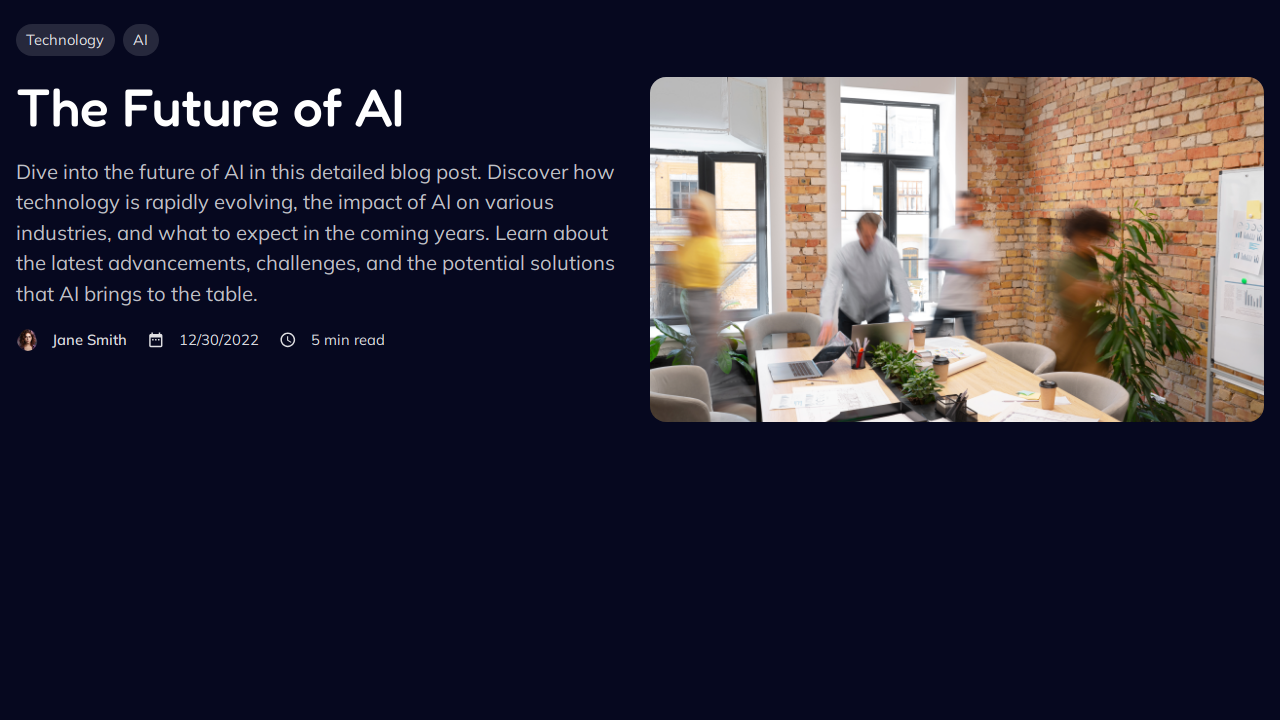 Technology AI
The Future of AI
Dive into the future of AI in this detailed blog post. Discover how
technology is rapidly evolving, the impact of AI on various
industries, and what to expect in the coming years. Learn about
the latest advancements, challenges, and the potential solutions
that AI brings to the table.
Jane Smith 12/30/2022 5 min read